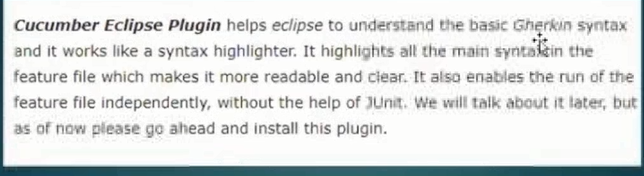 Cucumber Eclipse Plugin helps eclipse to understand the basic Gherkin syntax
and it works like a syntax highlighter. It highlights all the main syntax in the
feature file which makes it more readable and clear. It also enables the run of the
feature file independently, without the help of JUnit. We will talk about it later, but
as of now please go ahead and install this plugin.